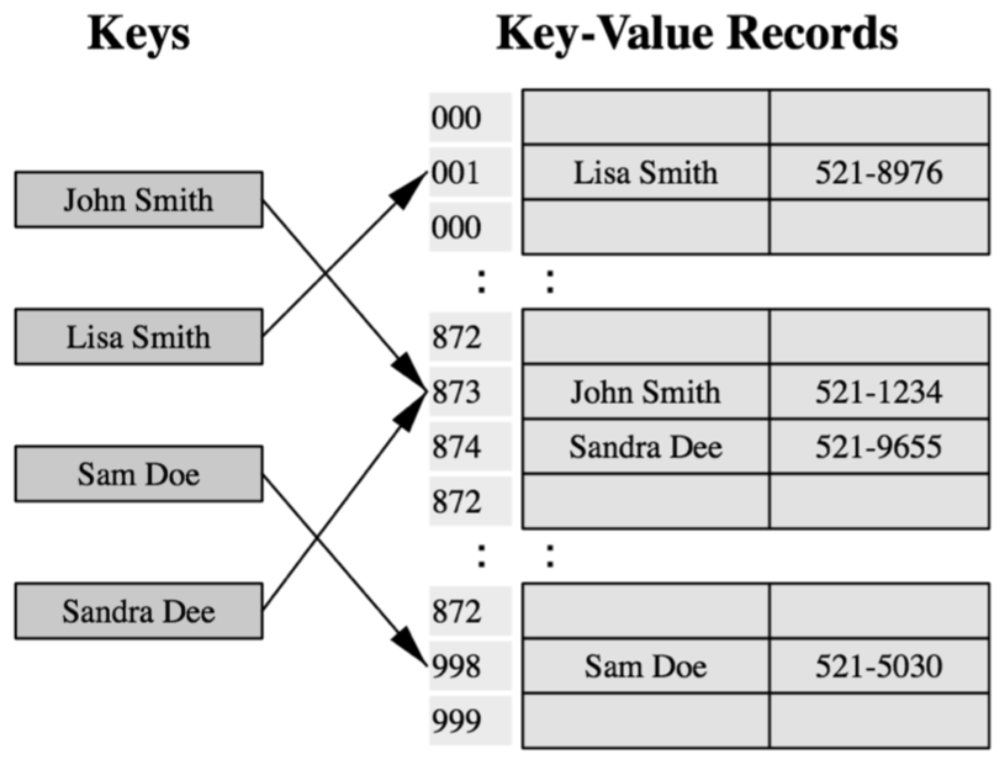 Keys
Key-Value Records
John Smith
Lisa Smith
Sam Doe
Sandra Dee
000
001 Lisa Smith 521-8976
000
: :
872
873 John Smith 521-1234
874 Sandra Dee 521-9655
872
: :
872
998 Sam Doe 521-5030
999